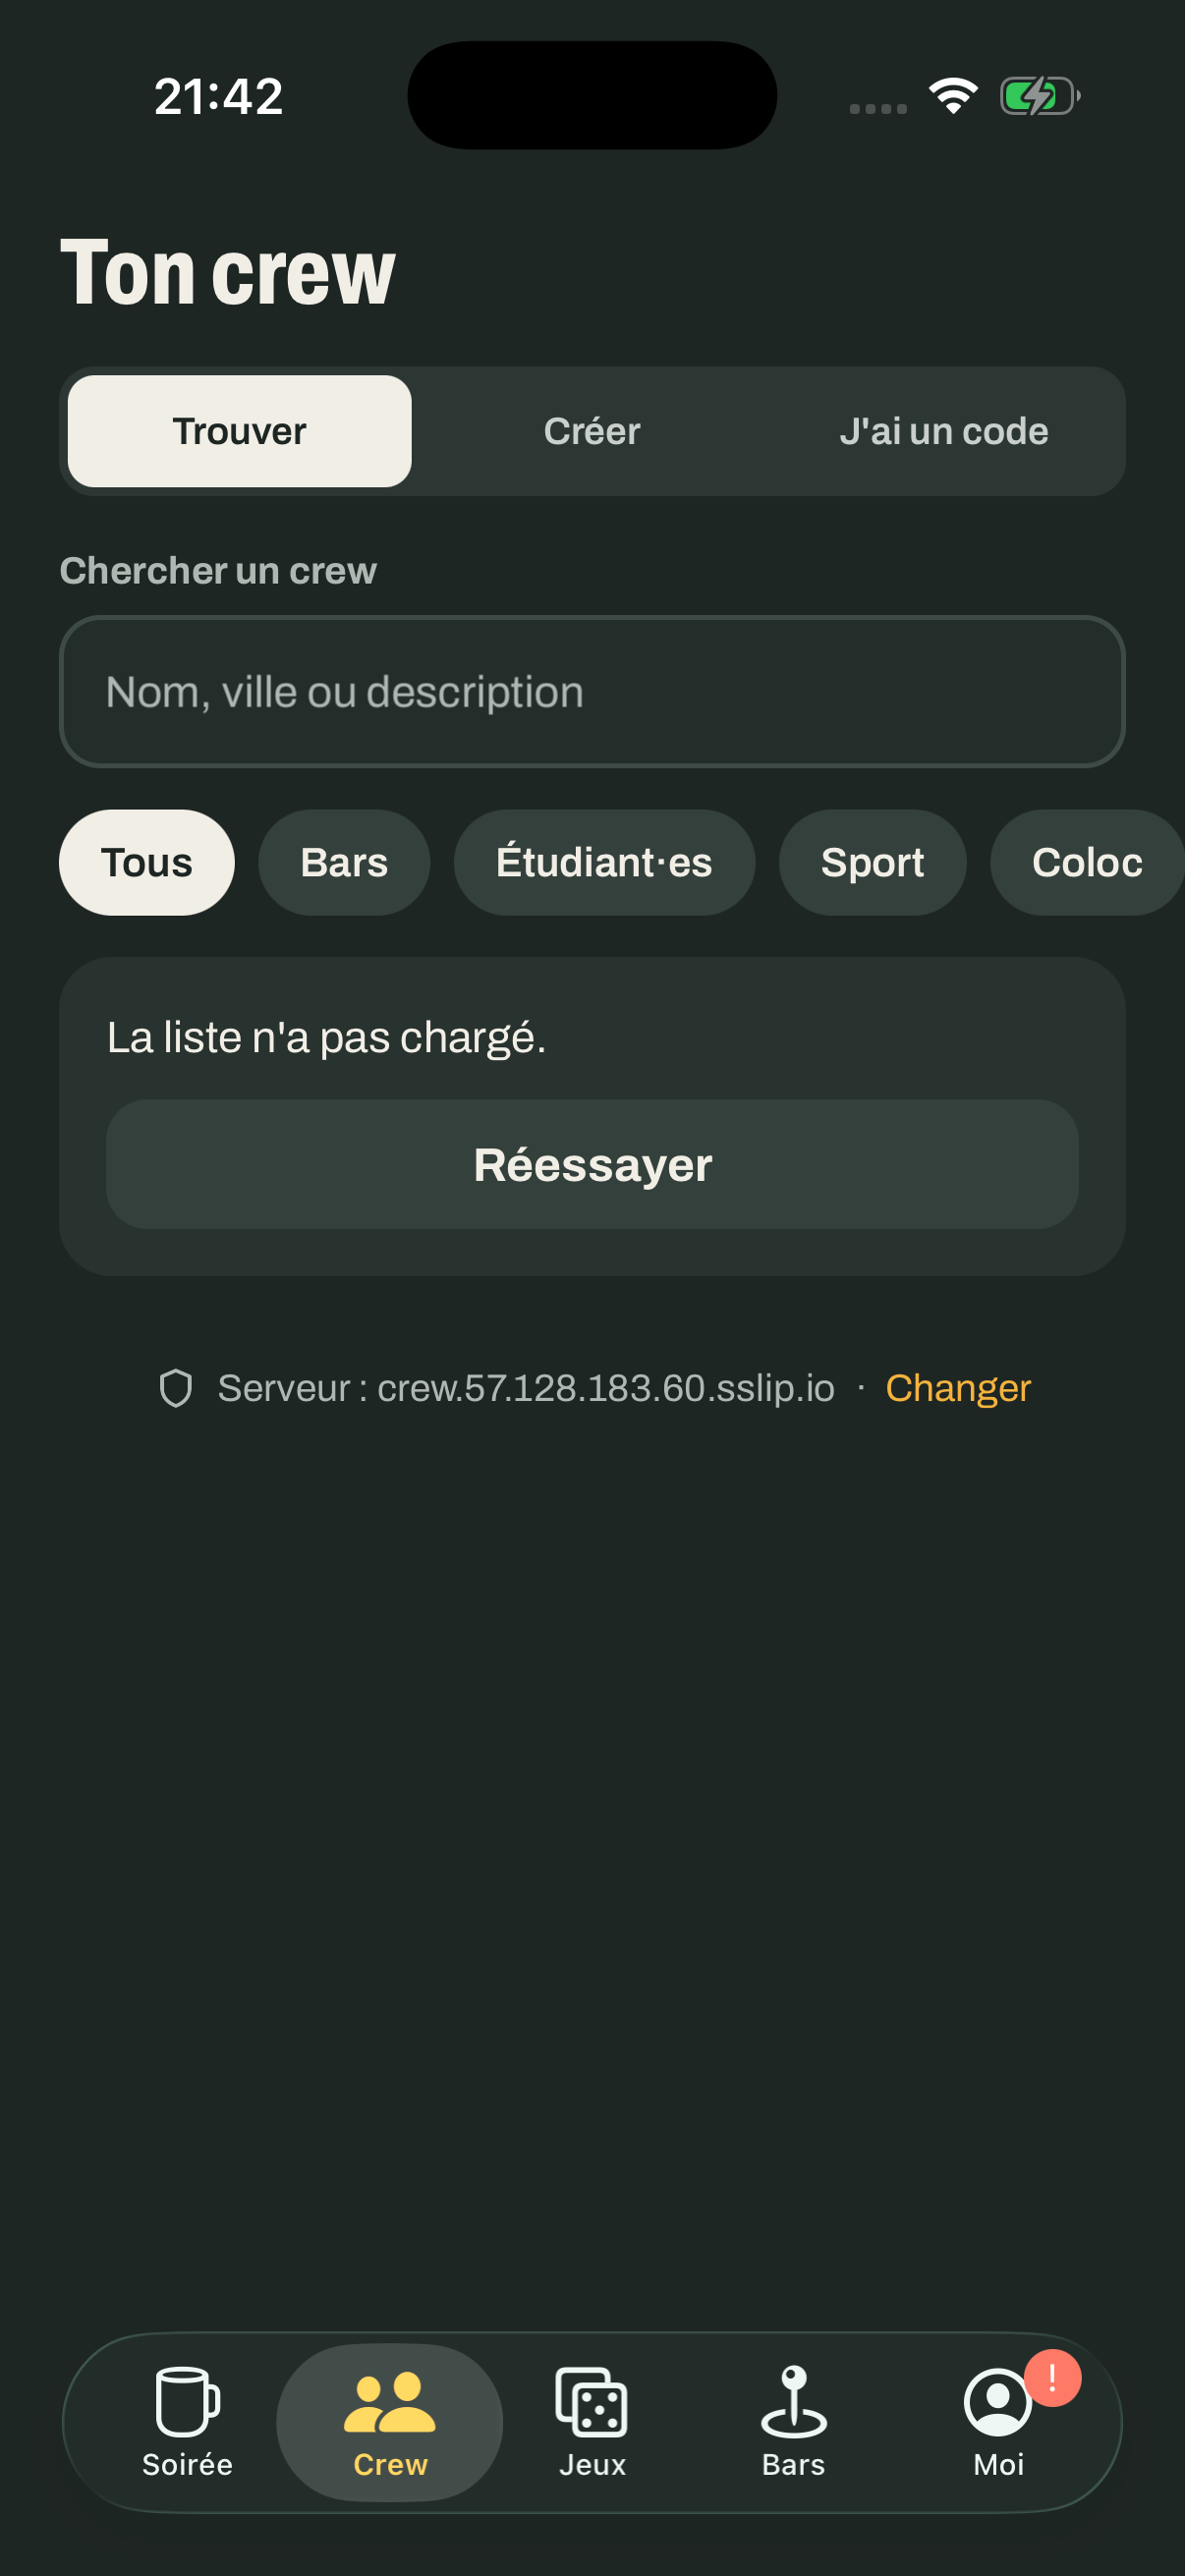 21:42
Ton crew
Trouver
Créer
J'ai un code
Chercher un crew
Nom, ville ou description
Tous
Bars
Étudiant·es
Sport
Coloc
La liste n'a pas chargé.
Réessayer
Serveur : crew.57.128.183.60.sslip.io · Changer
!
Soirée
Crew
Jeux
Bars
Moi